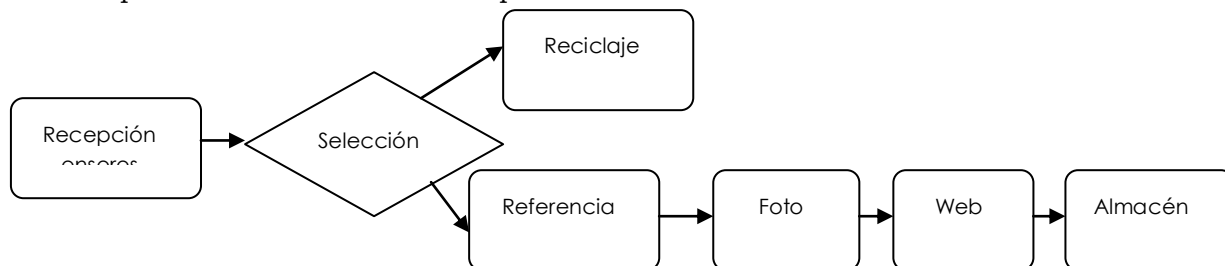 Reciclaje
Recepción
Selección
Referencia
Foto
Web
Almacén